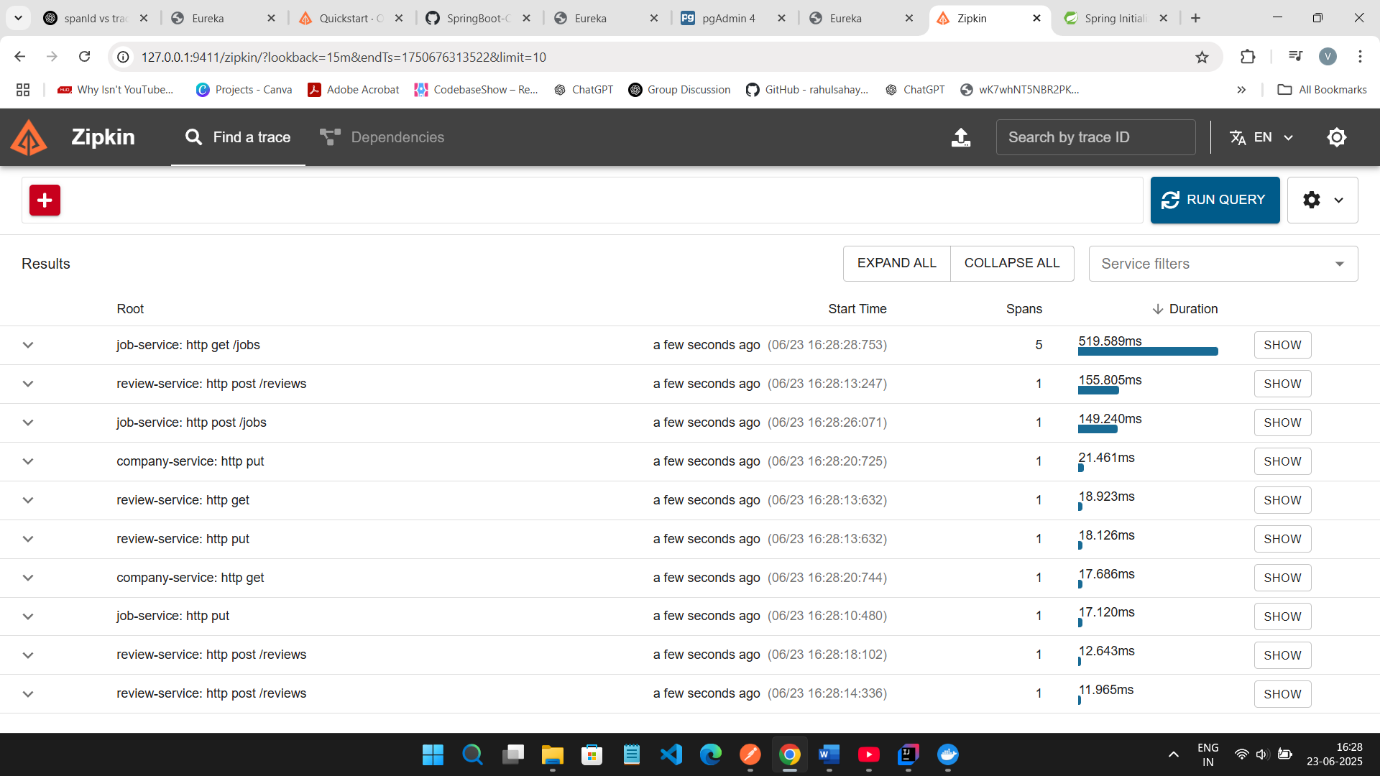 spanId vs trac
Eureka
Quickstart - O
SpringBoot-C
Eureka
pgAdmin 4
Eureka
Zipkin
Spring Initial
127.0.0.1:9411/zipkin/?lookback=15m&endTs=1750676313522&limit=10
V
Why Isn't YouTube...
Projects - Canva
Adobe Acrobat
CodebaseShow – Re...
ChatGPT
Group Discussion
GitHub - rahulsahay...
ChatGPT
wK7whNT5NBR2PK...
All Bookmarks
Zipkin
Find a trace
Dependencies
Search by trace ID
EN
RUN QUERY
Results
EXPAND ALL
COLLAPSE ALL
Service filters
Root Start Time Spans Duration
job-service: http get /jobs a few seconds ago (06/23 16:28:28:753) 5 519.589ms SHOW
review-service: http post /reviews a few seconds ago (06/23 16:28:13:247) 1 155.805ms SHOW
job-service: http post /jobs a few seconds ago (06/23 16:28:26:071) 1 149.240ms SHOW
company-service: http put a few seconds ago (06/23 16:28:20:725) 1 21.461ms SHOW
review-service: http get a few seconds ago (06/23 16:28:13:632) 1 18.923ms SHOW
review-service: http put a few seconds ago (06/23 16:28:13:632) 1 18.126ms SHOW
company-service: http get a few seconds ago (06/23 16:28:20:744) 1 17.686ms SHOW
job-service: http put a few seconds ago (06/23 16:28:10:480) 1 17.120ms SHOW
review-service: http post /reviews a few seconds ago (06/23 16:28:18:102) 1 12.643ms SHOW
review-service: http post /reviews a few seconds ago (06/23 16:28:14:336) 1 11.965ms SHOW
ENG
IN
16:28
23-06-2025